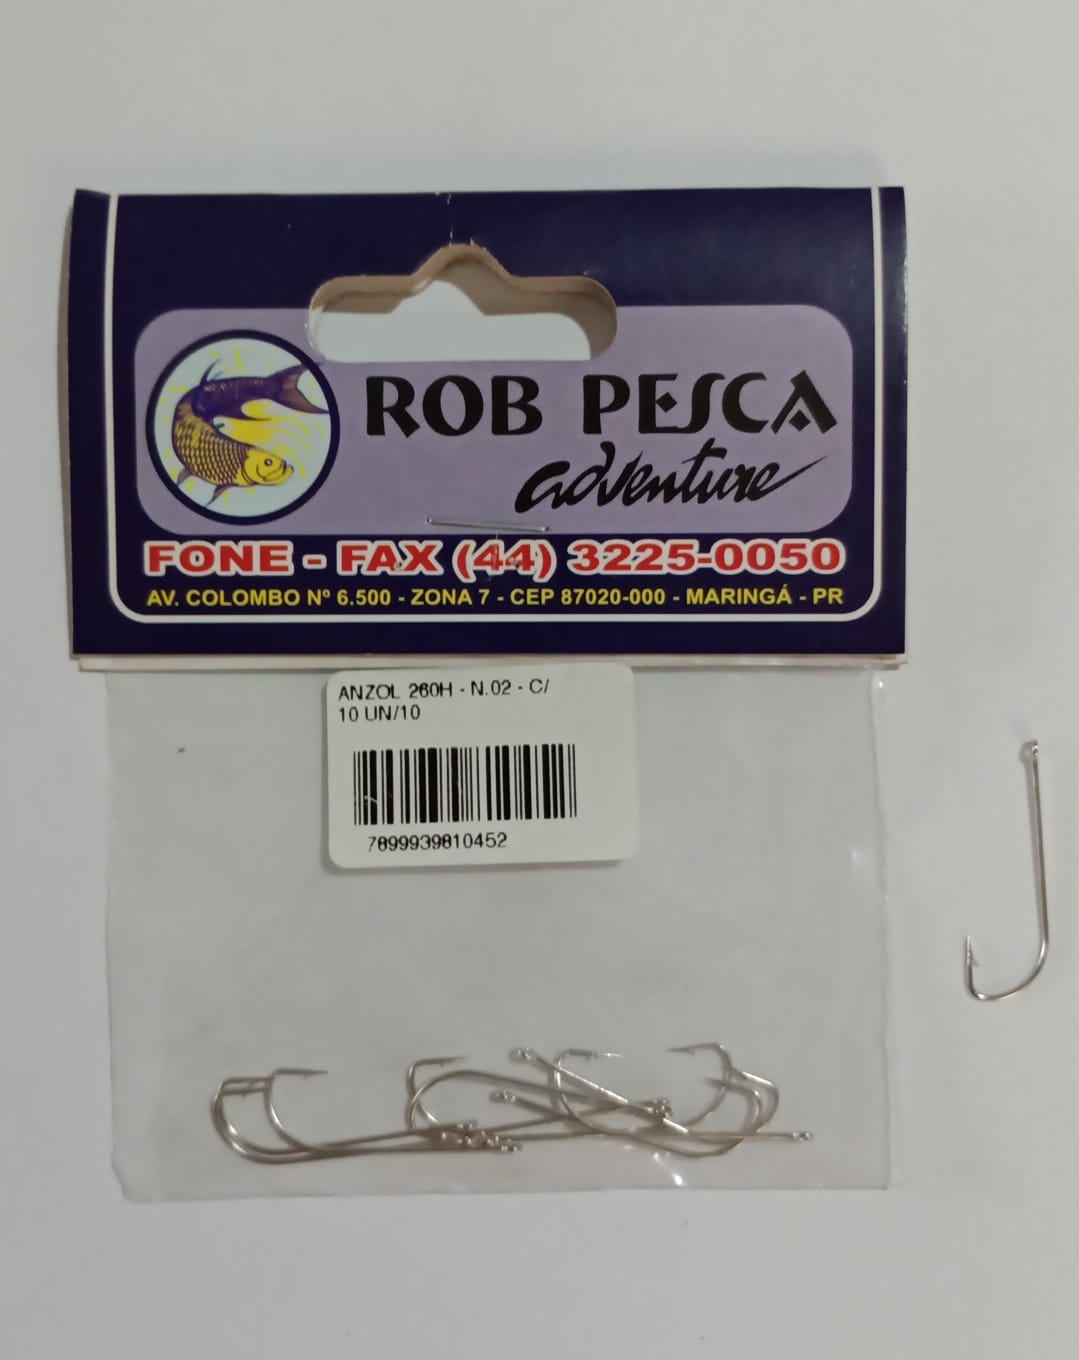 ROB PESCA
adventure
FONE - FAX (44) 3225-0050
AV. COLOMBO Nº 6.500 - ZONA 7 - CEP 87020-000 - MARINGÁ - PR
ANZOL 260H - N.02 - C/
10 UN/10
7899939810452